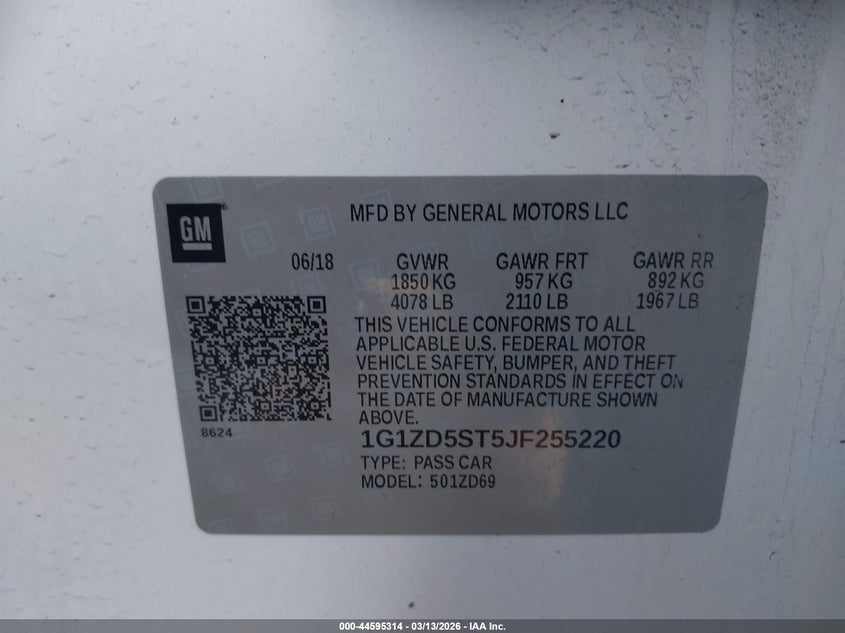 GM
MFD BY GENERAL MOTORS LLC
06/18 GVWR GAWR FRT GAWR RR
1850 KG 957 KG 892 KG
4078 LB 2110 LB 1967 LB
THIS VEHICLE CONFORMS TO ALL
APPLICABLE U.S. FEDERAL MOTOR
VEHICLE SAFETY, BUMPER, AND THEFT
PREVENTION STANDARDS IN EFFECT ON
THE DATE OF MANUFACTURE SHOWN
ABOVE.
8624
1G1ZD5ST5JF255220
TYPE: PASS CAR
MODEL: 501ZD69
000-44595314 - 03/13/2026 - IAA Inc.